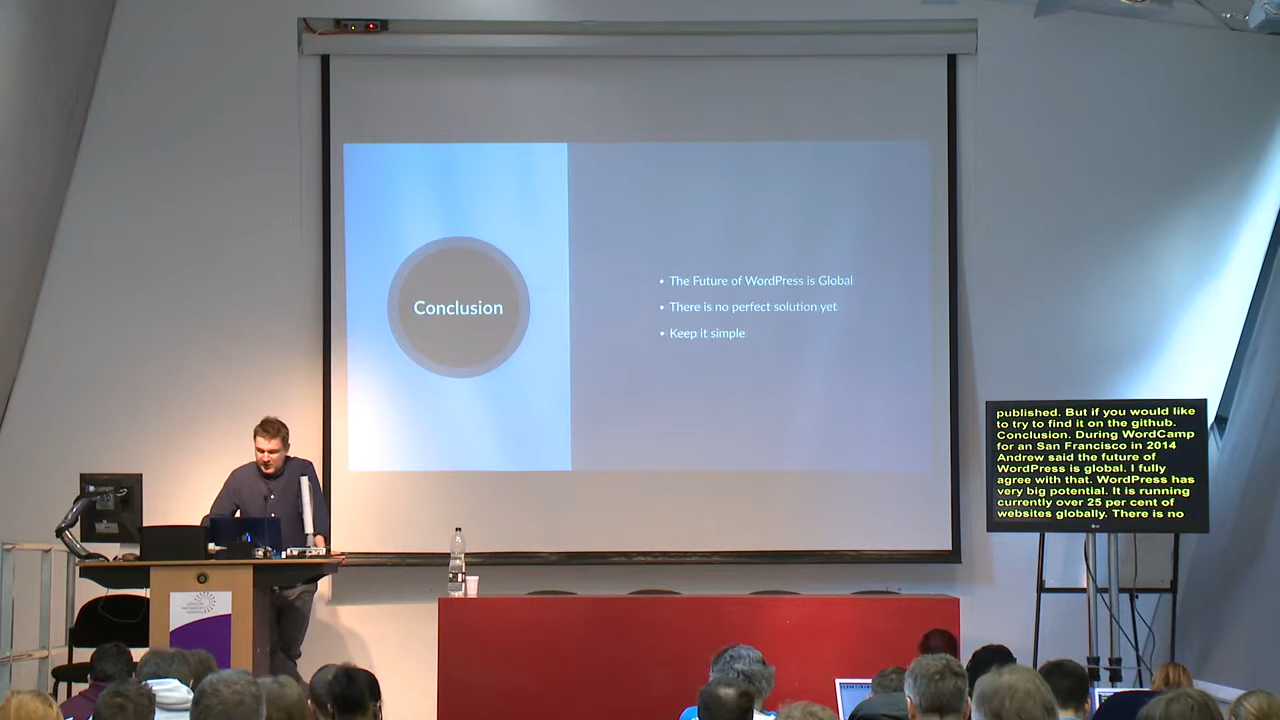 Conclusion
• The Future of WordPress is Global
• There is no perfect solution yet
• Keep it simple
published. But if you would like
to try to find it on the github.
Conclusion. During WordCamp
for an San Francisco in 2014
Andrew said the future of
WordPress is global. I fully
agree with that. WordPress has
very big potential. It is running
currently over 25 per cent of
websites globally. There is no
LG